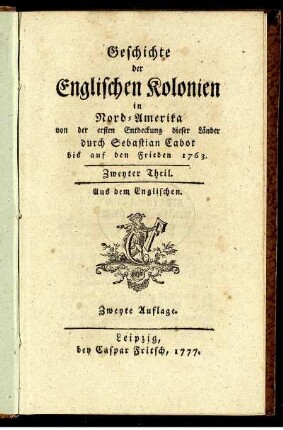 Geschichte
der
Englischen Kolonien
in
Nord-Amerika
von der ersten Entdeckung dieser Länder
durch Sebastian Cabot
bis auf den Frieden 1763.
Zweyter Theil.
Aus dem Englischen.
Zweyte Auflage.
Leipzig,
bey Caspar Fritsch, 1777.